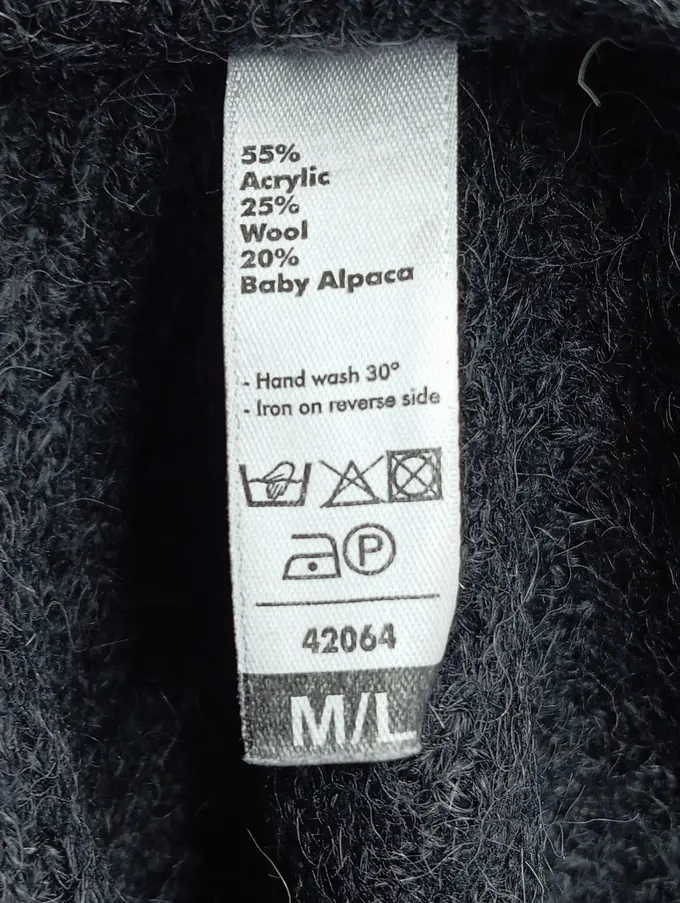 55%
Acrylic
25%
Wool
20%
Baby Alpaca
- Hand wash 30°
- Iron on reverse side
P
42064
M/L